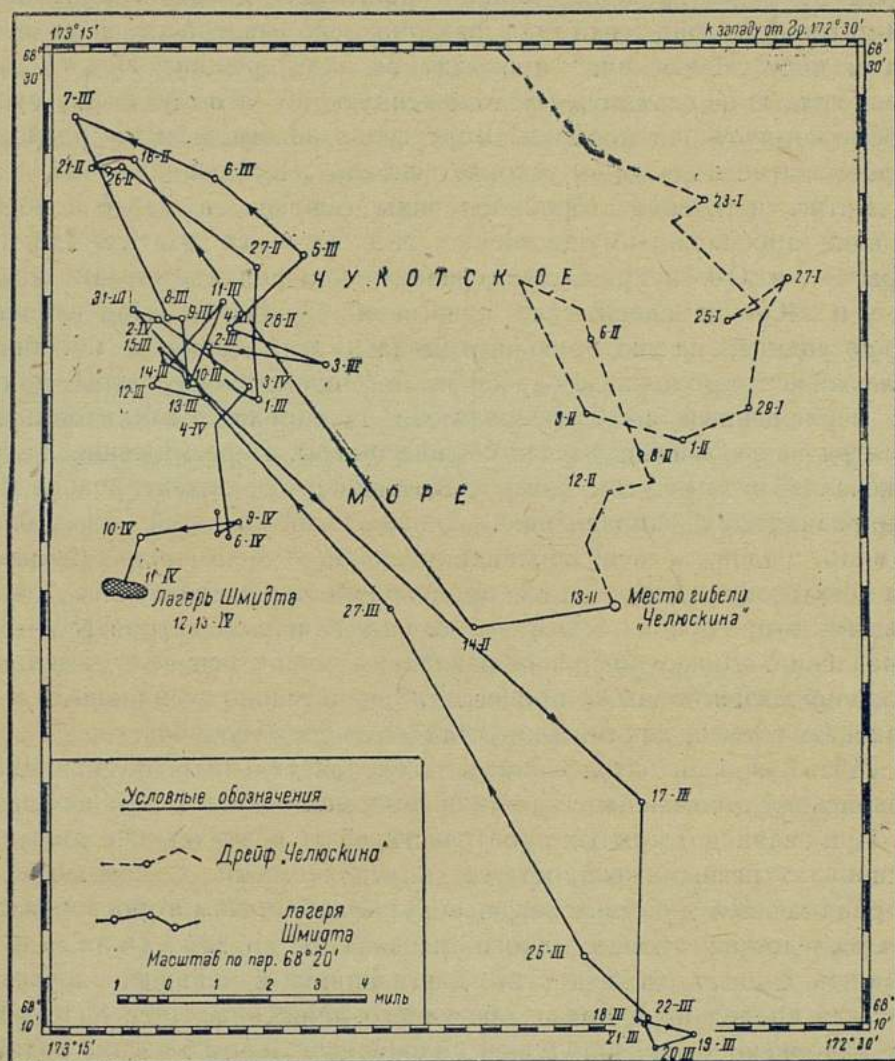 173°15'
к западу от Гр. 172°30'
68
30'
68
30'
7-III
21-II
26-II
18-II
6-III
23-I
5-III
27-II
ЧУКОТСКОЕ
27-I
25-I
11-III
31-III
8-III
9-III
4-III
28-II
2-IV
2-III
6-II
15-III
14-III
10-III
3-III
12-III
3-IV
13-III
1-III
29-I
3-II
4-IV
1-II
8-II
МОРЕ
12-II
9-IV
10-IV
6-IV
11-IV
Лагерь Шмидта
12,13-IV
27-III
13-II
Место гибели
„Челюскина"
14-II
17-III
Условные обозначения
Дрейф „Челюскина"
лагеря
Шмидта
Масштаб по пар. 68°20'
1 0 1 2 3 4
миль
25-III
22-III
18-III
21-III
20 III
19-III
68°
10'
68°
10'
173°15'
172°30'